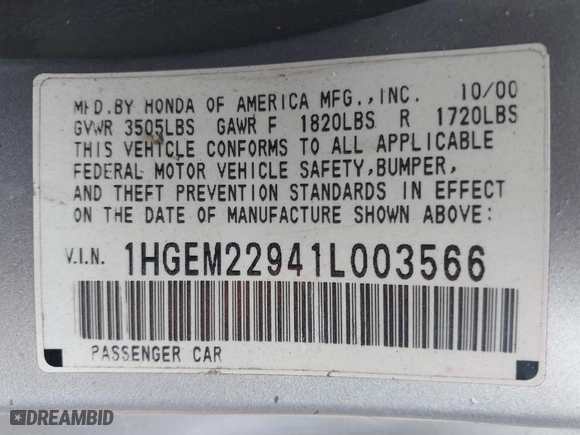 MFD.BY HONDA OF AMERICA MFG.,INC. 10/00
GVWR 3505LBS GAWR F 1820LBS R 1720LBS
THIS VEHICLE CONFORMS TO ALL APPLICABLE
FEDERAL MOTOR VEHICLE SAFETY,BUMPER,
AND THEFT PREVENTION STANDARDS IN EFFECT
ON THE DATE OF MANUFACTURE SHOWN ABOVE:
V.I.N. 1HGEM22941L003566
PASSENGER CAR
DREAMBID